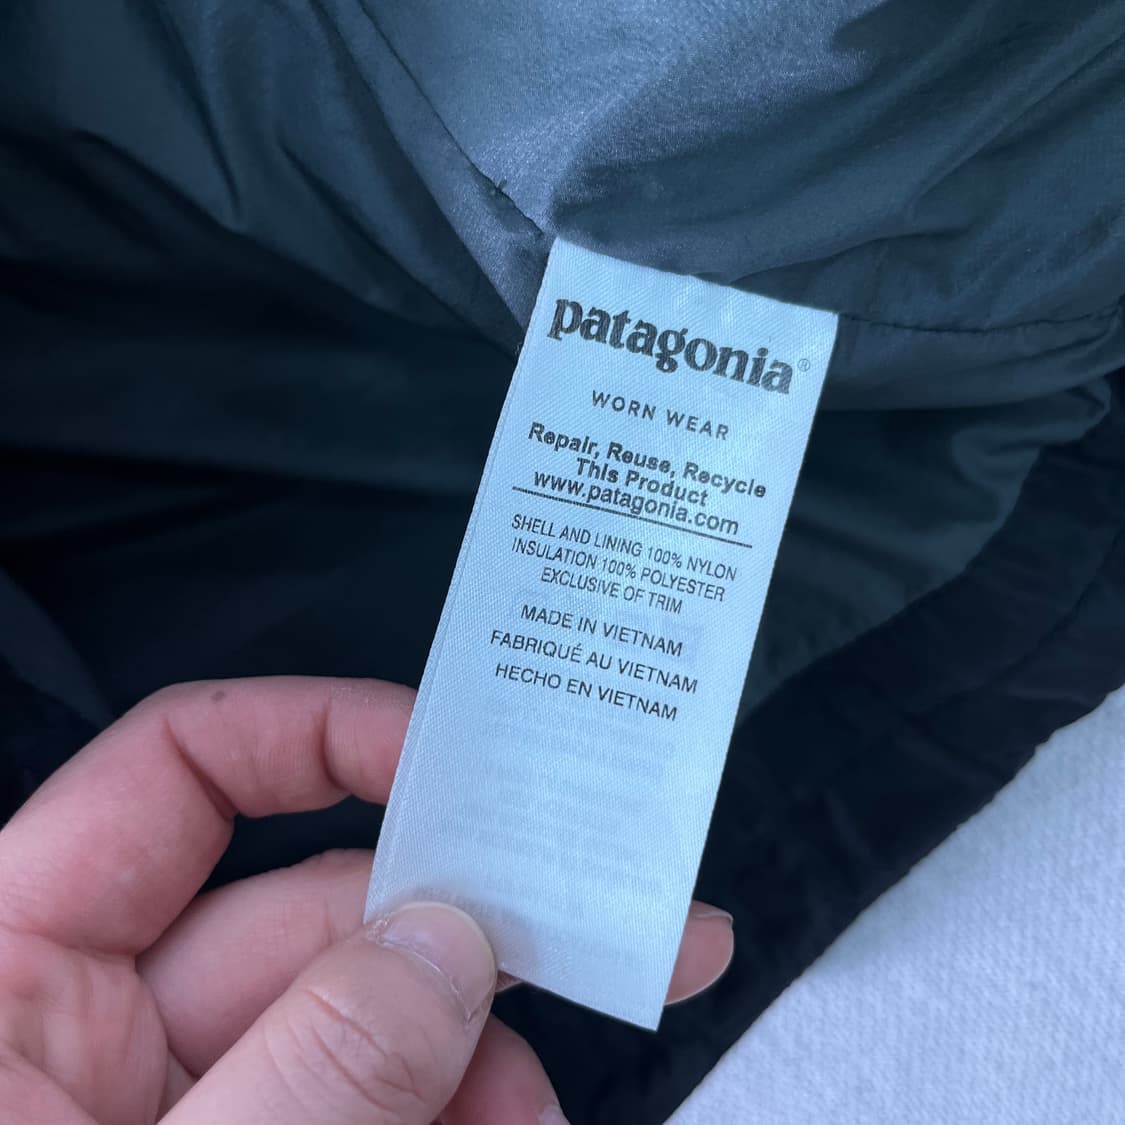 patagonia®
WORN WEAR
Repair, Reuse, Recycle
This Product
www.patagonia.com
SHELL AND LINING 100% NYLON
INSULATION 100% POLYESTER
EXCLUSIVE OF TRIM
MADE IN VIETNAM
FABRIQUÉ AU VIETNAM
HECHO EN VIETNAM